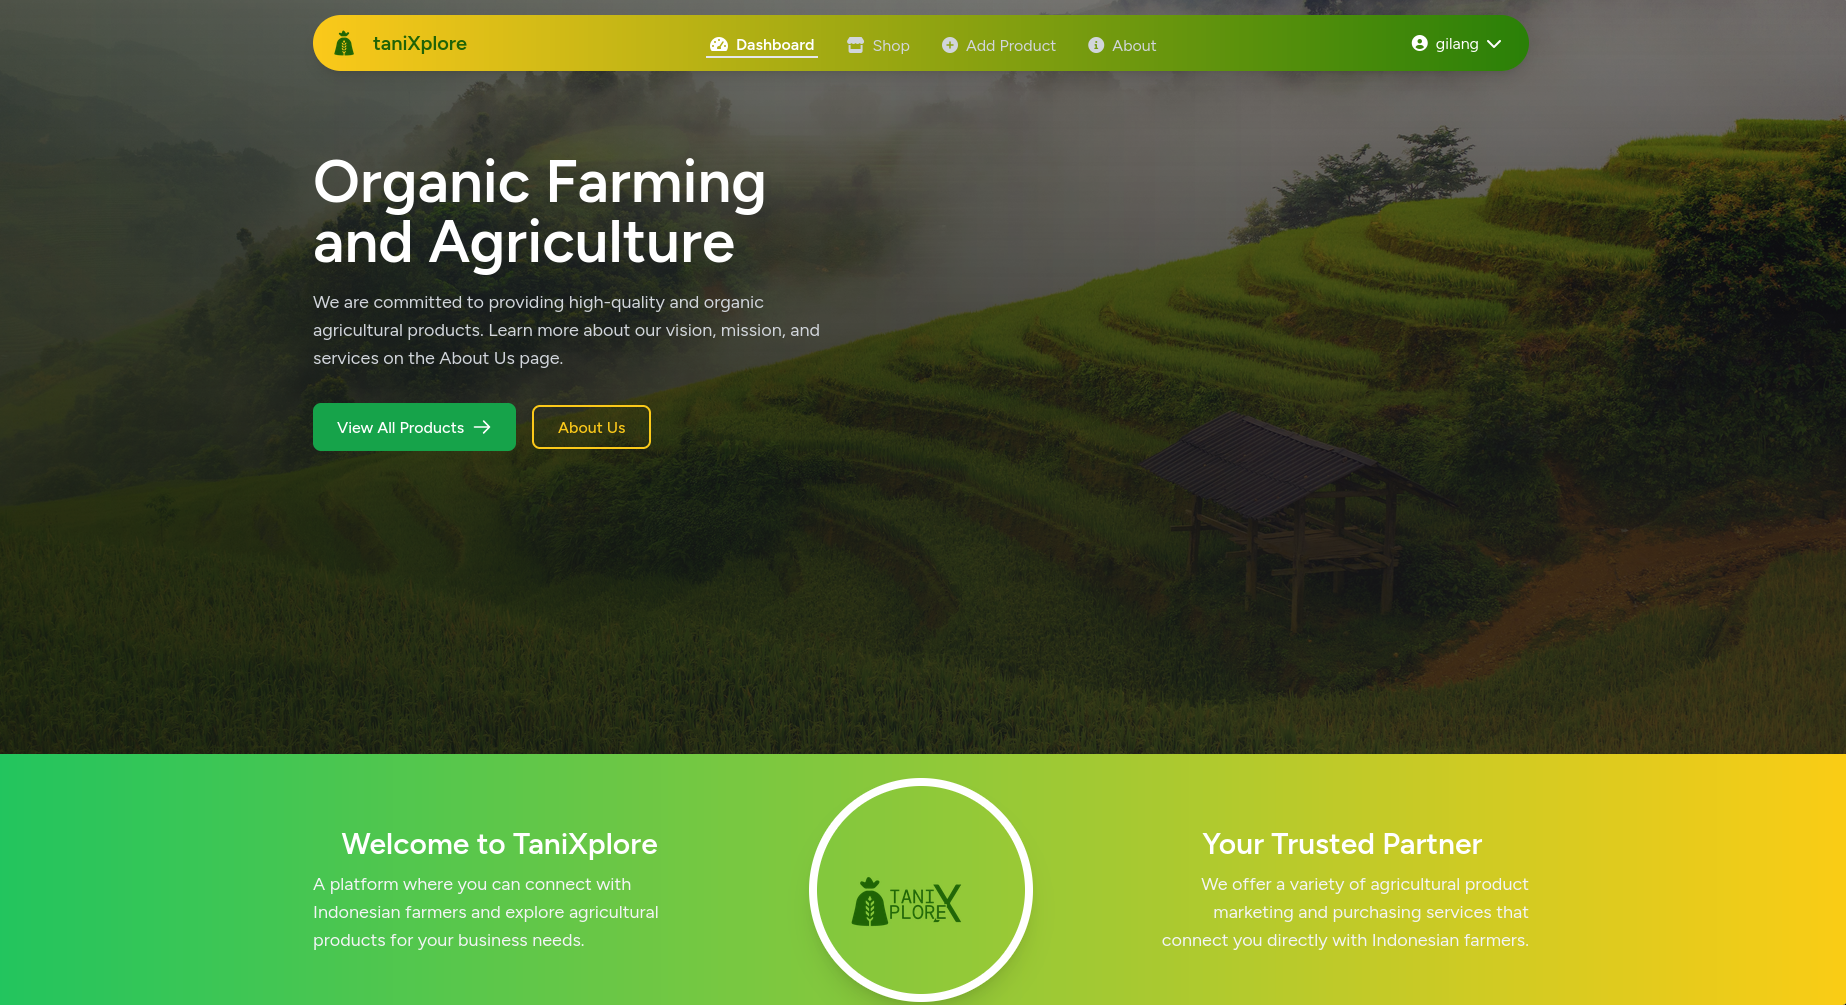 taniXplore
Dashboard
Shop
Add Product
About
gilang
Organic Farming
and Agriculture
We are committed to providing high-quality and organic
agricultural products. Learn more about our vision, mission, and
services on the About Us page.
View All Products
About Us
Welcome to TaniXplore
A platform where you can connect with
Indonesian farmers and explore agricultural
products for your business needs.
TANI X
PLORE
Your Trusted Partner
We offer a variety of agricultural product
marketing and purchasing services that
connect you directly with Indonesian farmers.